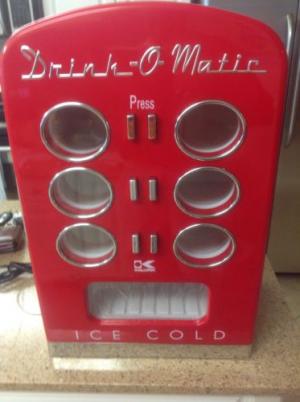 Drink-O-Matic
Press
K
ICE COLD